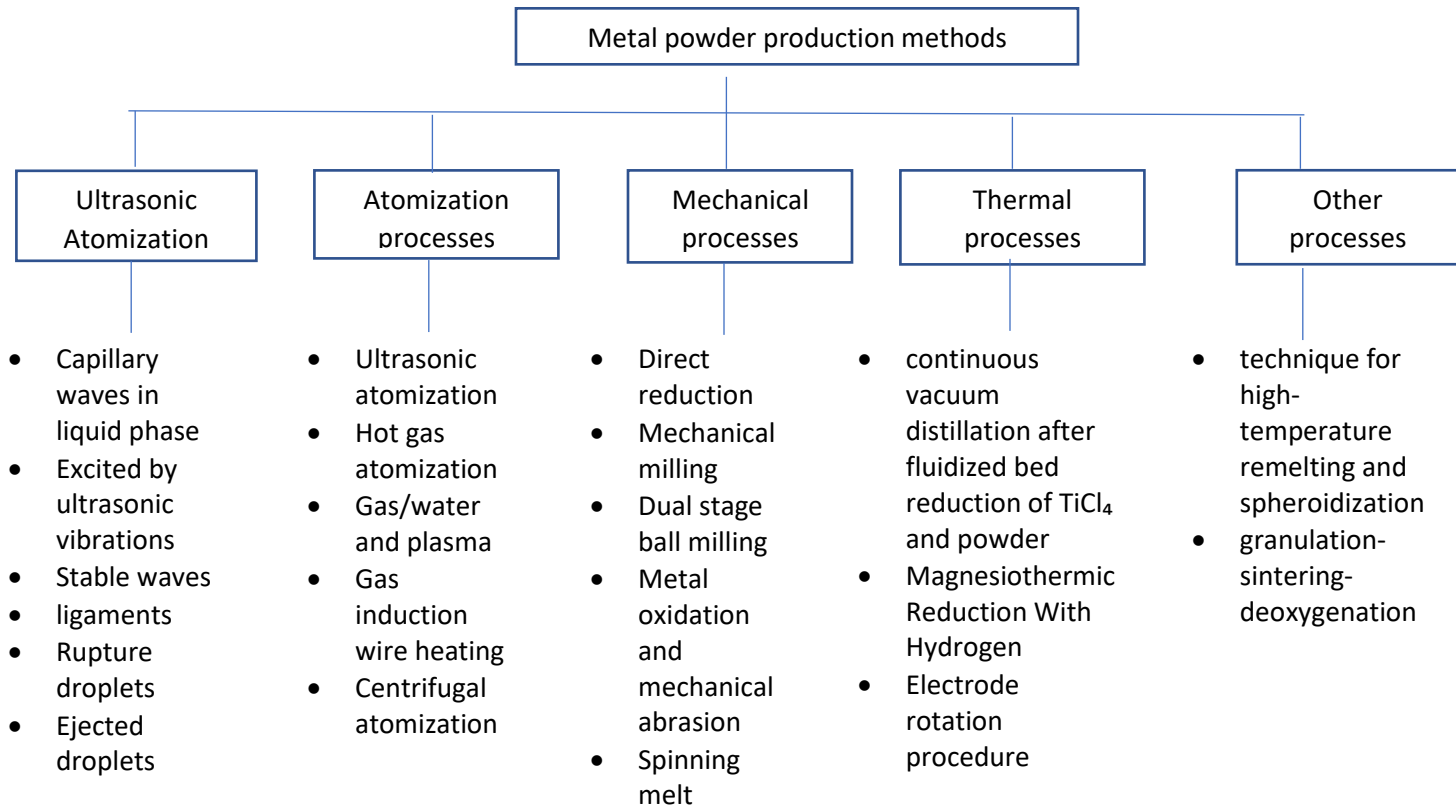 Metal powder production methods
Ultrasonic
Atomization
Atomization
processes
Mechanical
processes
Thermal
processes
Other
processes
• Capillary
waves in
liquid phase
• Excited by
ultrasonic
vibrations
• Stable waves
• ligaments
• Rupture
droplets
• Ejected
droplets
• Ultrasonic
atomization
• Hot gas
atomization
• Gas/water
and plasma
• Gas
induction
wire heating
• Centrifugal
atomization
• Direct
reduction
• Mechanical
milling
• Dual stage
ball milling
• Metal
oxidation
and
mechanical
abrasion
• Spinning
melt
• continuous
vacuum
distillation after
fluidized bed
reduction of TiCl₄
and powder
• Magnesiothermic
Reduction With
Hydrogen
• Electrode
rotation
procedure
• technique for
high-
temperature
remelting and
spheroidization
• granulation-
sintering-
deoxygenation